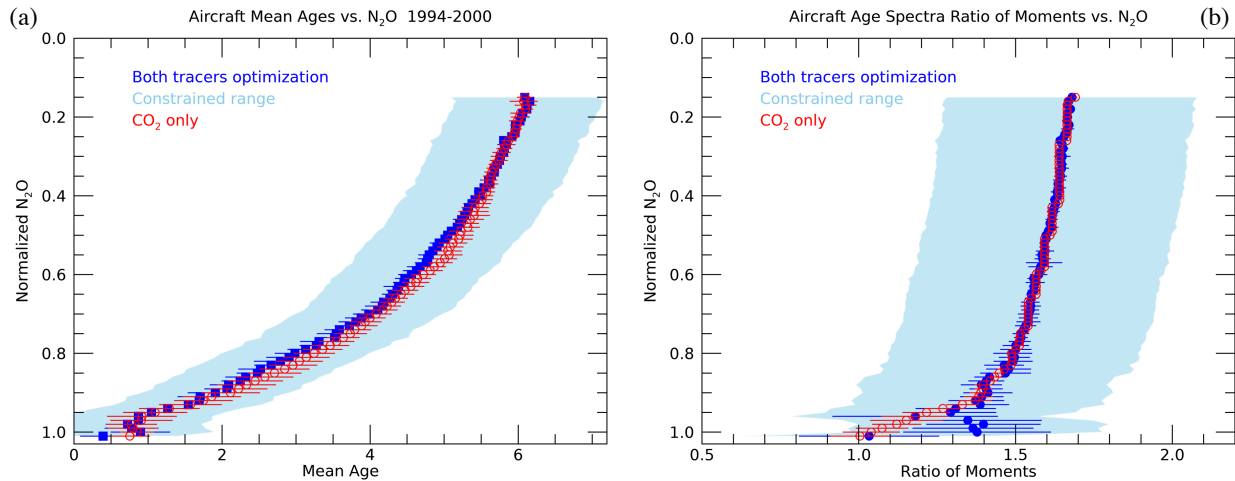 (a)
Aircraft Mean Ages vs. N₂O 1994-2000
Both tracers optimization
Constrained range
CO₂ only
Normalized N₂O
0.0
0.2
0.4
0.6
0.8
1.0
0 2 4 6
Mean Age
Aircraft Age Spectra Ratio of Moments vs. N₂O
(b)
Both tracers optimization
Constrained range
CO₂ only
Normalized N₂O
0.0
0.2
0.4
0.6
0.8
1.0
0.5 1.0 1.5 2.0
Ratio of Moments